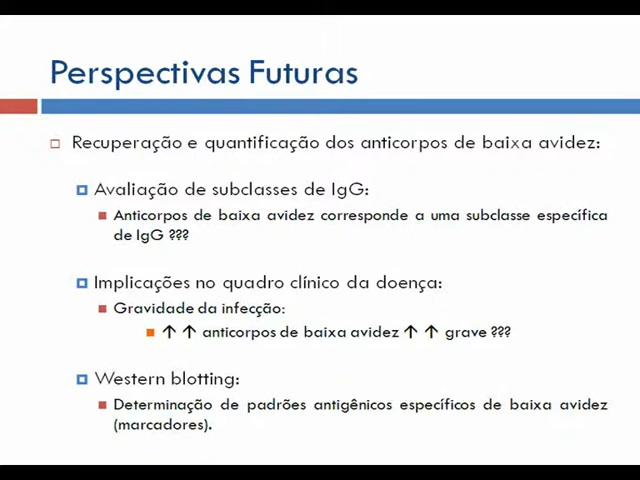 Perspectivas Futuras
Recuperação e quantificação dos anticorpos de baixa avidez:
Avaliação de subclasses de IgG:
Anticorpos de baixa avidez corresponde a uma subclasse específica
de IgG ???
Implicações no quadro clínico da doença:
Gravidade da infecção:
↑ ↑ anticorpos de baixa avidez ↑ ↑ grave ???
Western blotting:
Determinação de padrões antigênicos específicos de baixa avidez
(marcadores).